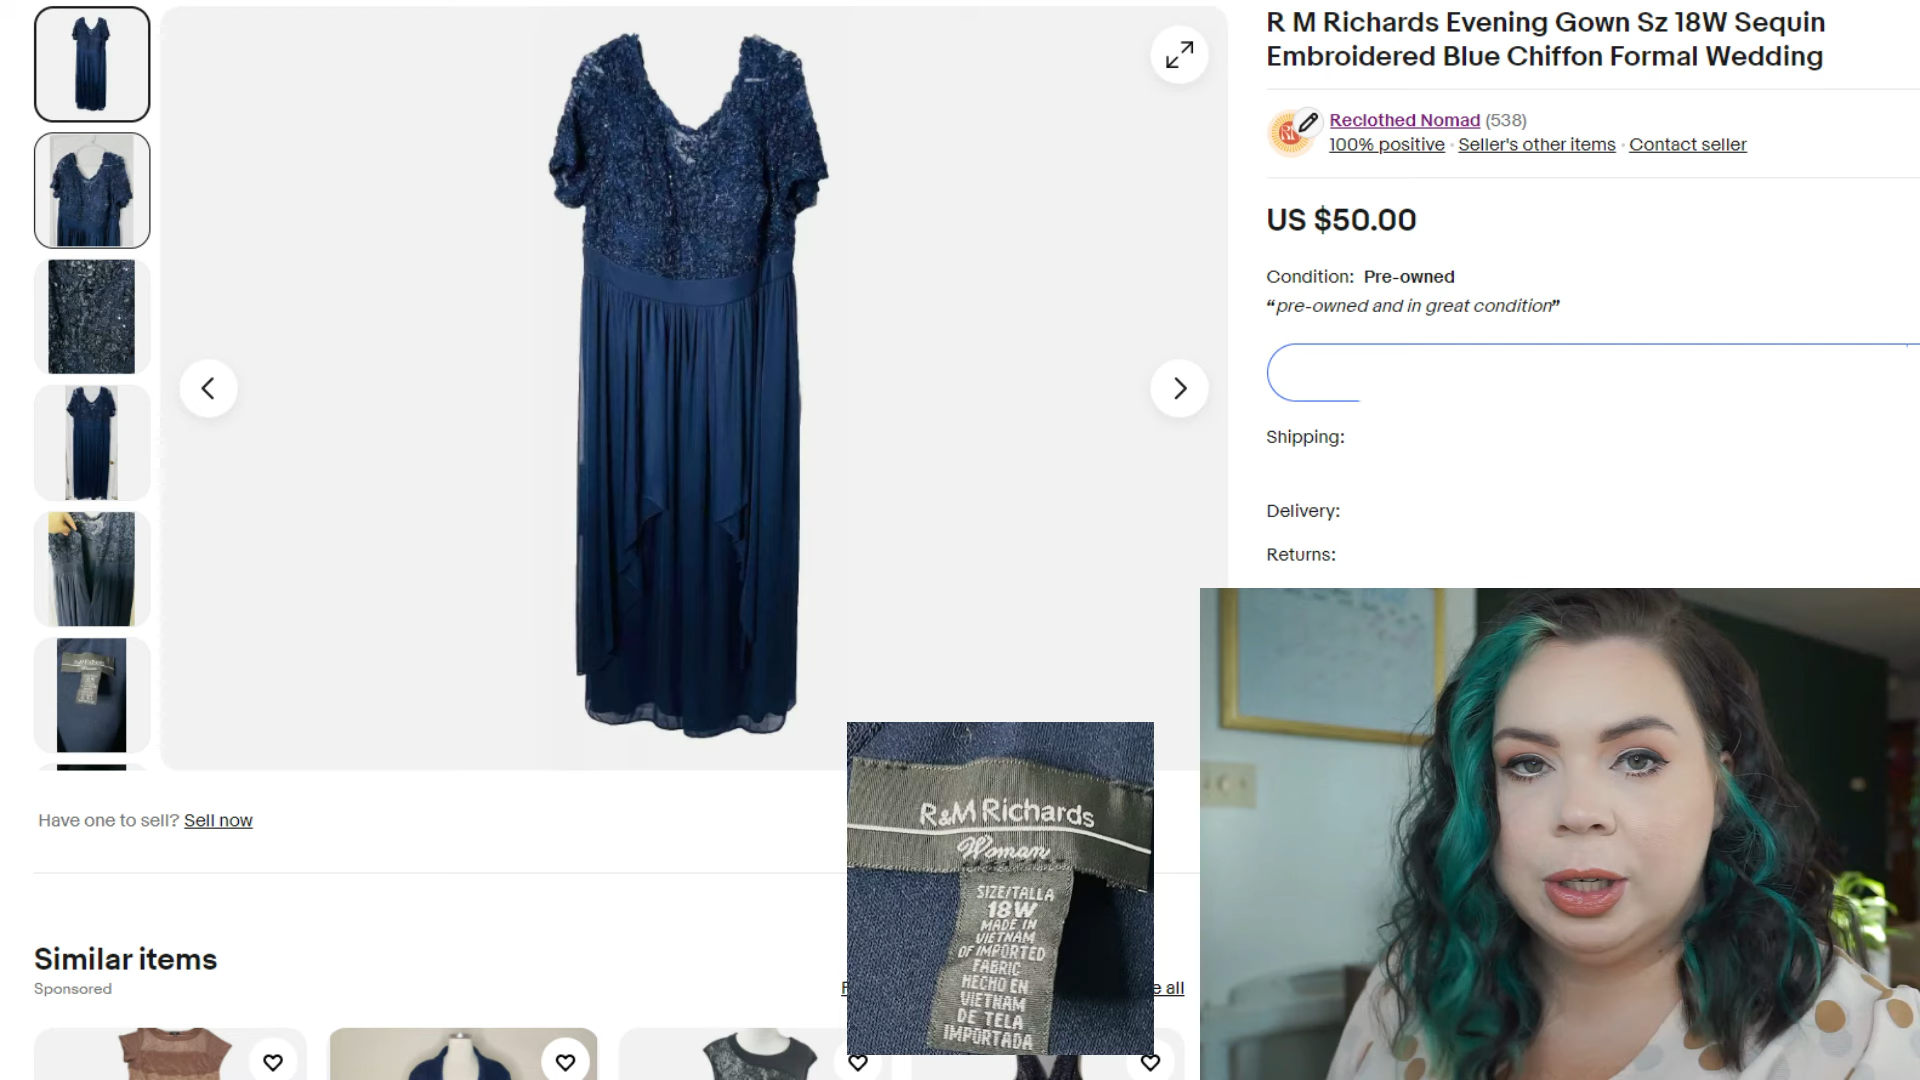 R M Richards Evening Gown Sz 18W Sequin
Embroidered Blue Chiffon Formal Wedding
Reclothed Nomad (538)
100% positive · Seller's other items · Contact seller
US $50.00
Condition: Pre-owned
“pre-owned and in great condition”
Shipping:
Delivery:
Returns:
Have one to sell? Sell now
R&M Richards
Woman
SIZE/TALLA
18W
MADE IN
VIETNAM
OF IMPORTED
FABRIC
HECHO EN
VIETNAM
DE TELA
IMPORTADA
Similar items
Sponsored
all